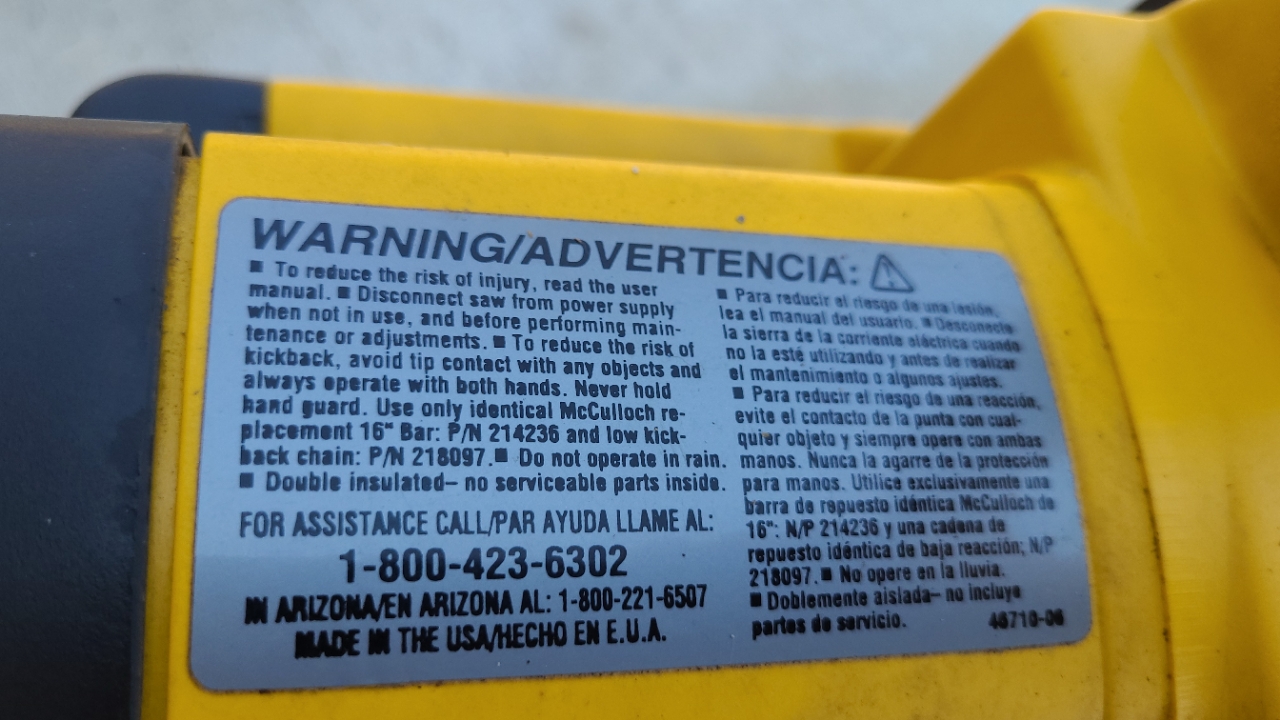 WARNING/ADVERTENCIA:
■ To reduce the risk of injury, read the user
manual. ■ Disconnect saw from power supply
when not in use, and before performing main-
tenance or adjustments. ■ To reduce the risk of
kickback, avoid tip contact with any objects and
always operate with both hands. Never hold
hand guard. Use only identical McCulloch re-
placement 16" Bar: P/N 214236 and low kick-
back chain: P/N 218097. ■ Do not operate in rain.
■ Double insulated– no serviceable parts inside.
FOR ASSISTANCE CALL/PAR AYUDA LLAME AL:
1-800-423-6302
IN ARIZONA/EN ARIZONA AL: 1-800-221-6507
MADE IN THE USA/HECHO EN E.U.A.
■ Para reducir el riesgo de una lesión,
lea el manual del usuario. ■ Desconecte
la sierra de la corriente eléctrica cuando
no la esté utilizando y antes de realizar
el mantenimiento o algunos ajustes.
■ Para reducir el riesgo de una reacción,
evite el contacto de la punta con cual-
quier objeto y siempre opere con ambas
manos. Nunca la agarre de la protección
para manos. Utilice exclusivamente una
barra de repuesto idéntica McCulloch de
16": N/P 214236 y una cadena de
repuesto idéntica de baja reacción; N/P
218097. ■ No opere en la lluvia.
■ Doblemente aislada– no incluye
partes de servicio.